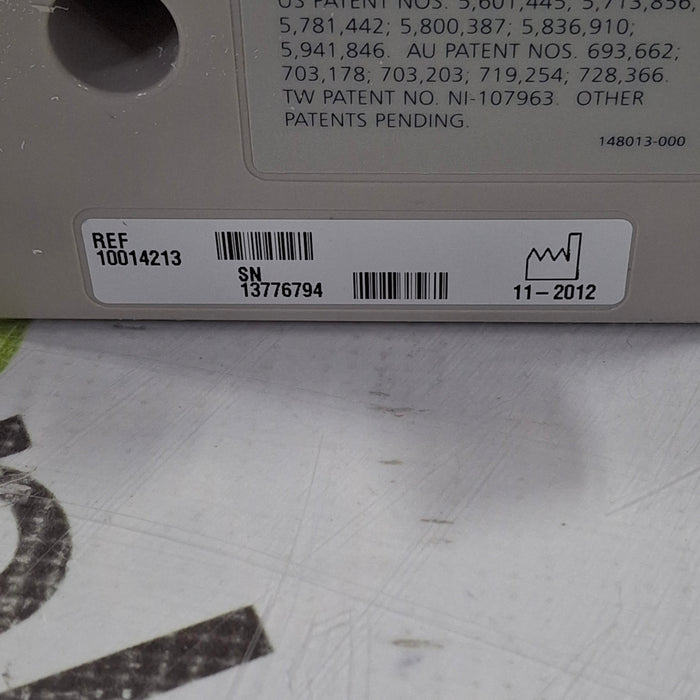 US PATENT NOS. 5,601,445; 5,713,856;
5,781,442; 5,800,387; 5,836,910;
5,941,846. AU PATENT NOS. 693,662;
703,178; 703,203; 719,254; 728,366.
TW PATENT NO. NI-107963. OTHER
PATENTS PENDING.
148013-000
REF
10014213
SN
13776794
11-2012